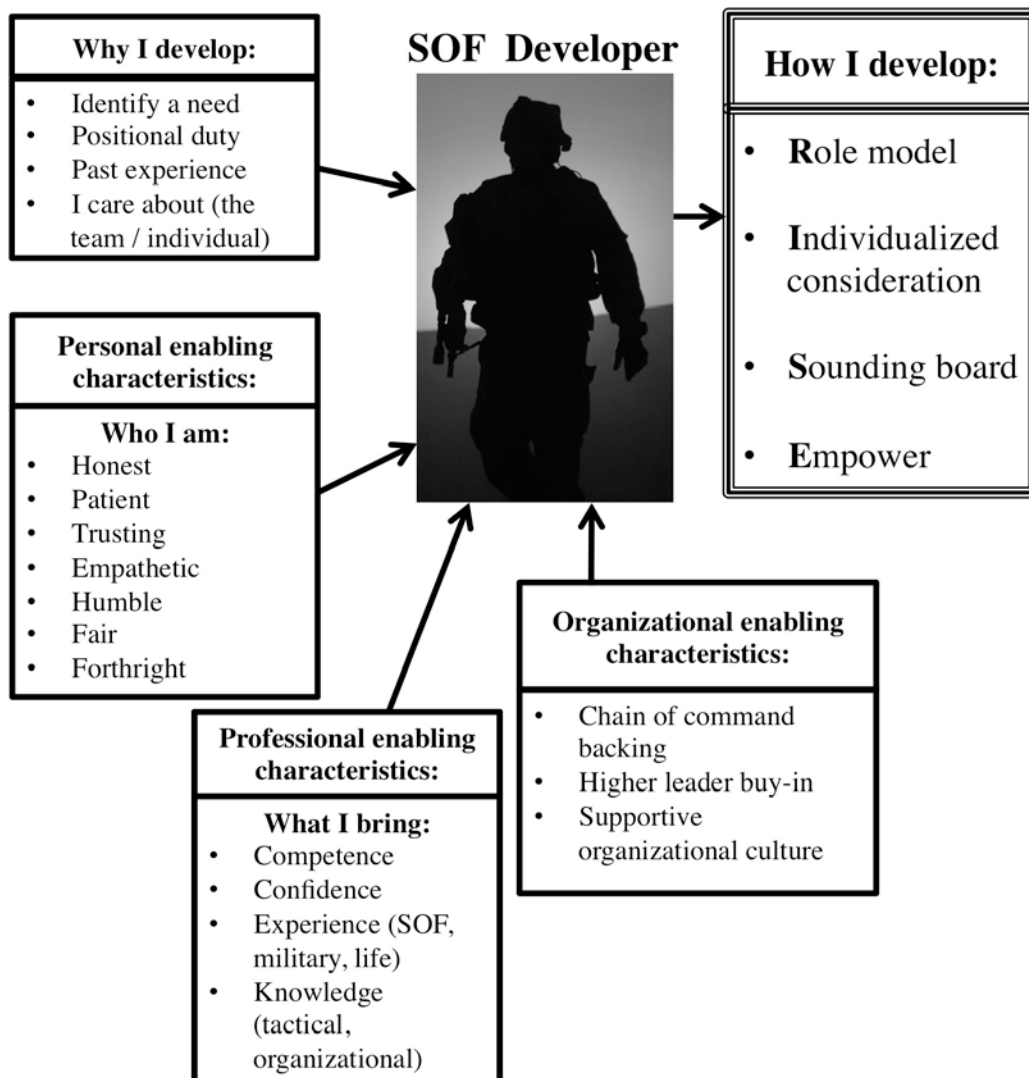 Why I develop:
• Identify a need
• Positional duty
• Past experience
• I care about (the
team / individual)
SOF Developer
How I develop:
• Role model
• Individualized
consideration
• Sounding board
• Empower
Personal enabling
characteristics:
Who I am:
• Honest
• Patient
• Trusting
• Empathetic
• Humble
• Fair
• Forthright
Professional enabling
characteristics:
What I bring:
• Competence
• Confidence
• Experience (SOF,
military, life)
• Knowledge
(tactical,
organizational)
Organizational enabling
characteristics:
• Chain of command
backing
• Higher leader buy-in
• Supportive
organizational culture